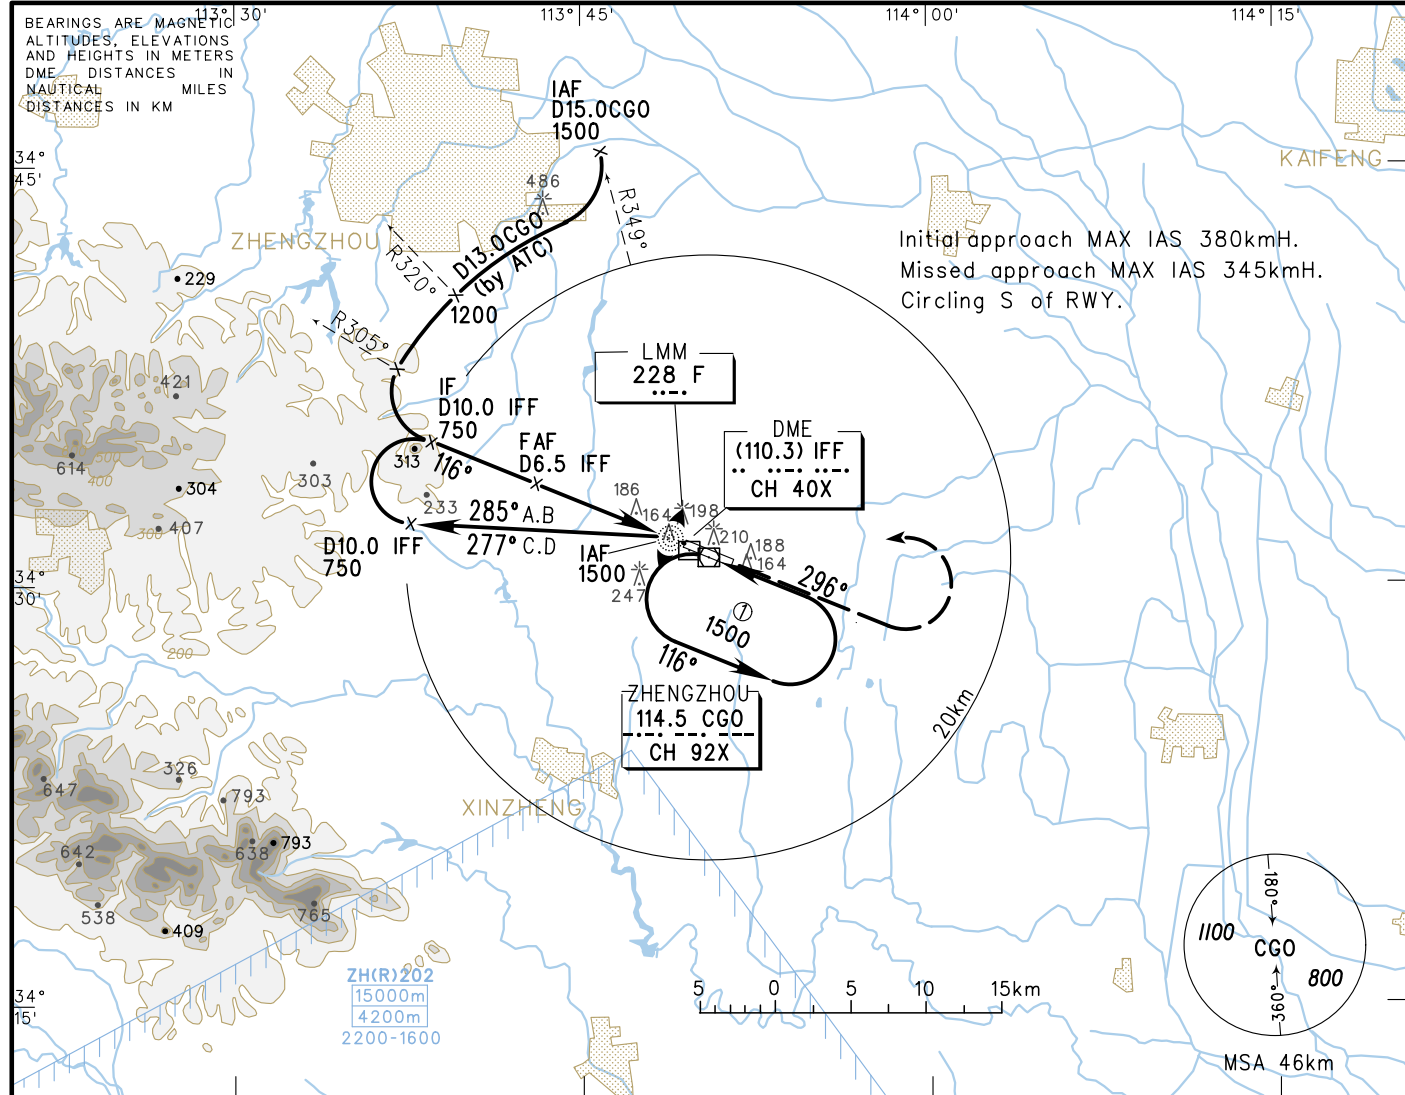 113° 30'
113° 45'
114° 00'
114° 15'
BEARINGS ARE MAGNETIC
ALTITUDES, ELEVATIONS
AND HEIGHTS IN METERS
DME DISTANCES IN
NAUTICAL MILES
DISTANCES IN KM
IAF
D15.0CGO
1500
34°
45'
KAIFENG
486
R349°
ZHENGZHOU
R320°
D13.0CGO
(by ATC)
1200
Initial approach MAX IAS 380kmH.
Missed approach MAX IAS 345kmH.
Circling S of RWY.
229
R305°
LMM
228 F
421
IF
D10.0 IFF
750
DME
(110.3) IFF
CH 40X
FAF
D6.5 IFF
313
116°
614
500
400
303
304
233
407
300
186
164
198
210
188
164
285° A.B
277° C.D
D10.0 IFF
750
IAF
1500
247
296°
34°
30'
1
1500
116°
200
ZHENGZHOU
114.5 CGO
CH 92X
20km
326
647
793
XINZHENG
638
793
642
538
765
409
ZH(R)202
15000m
4200m
2200-1600
34°
15'
5 0 5 10 15km
180°
1100
CGO
800
360°
MSA 46km